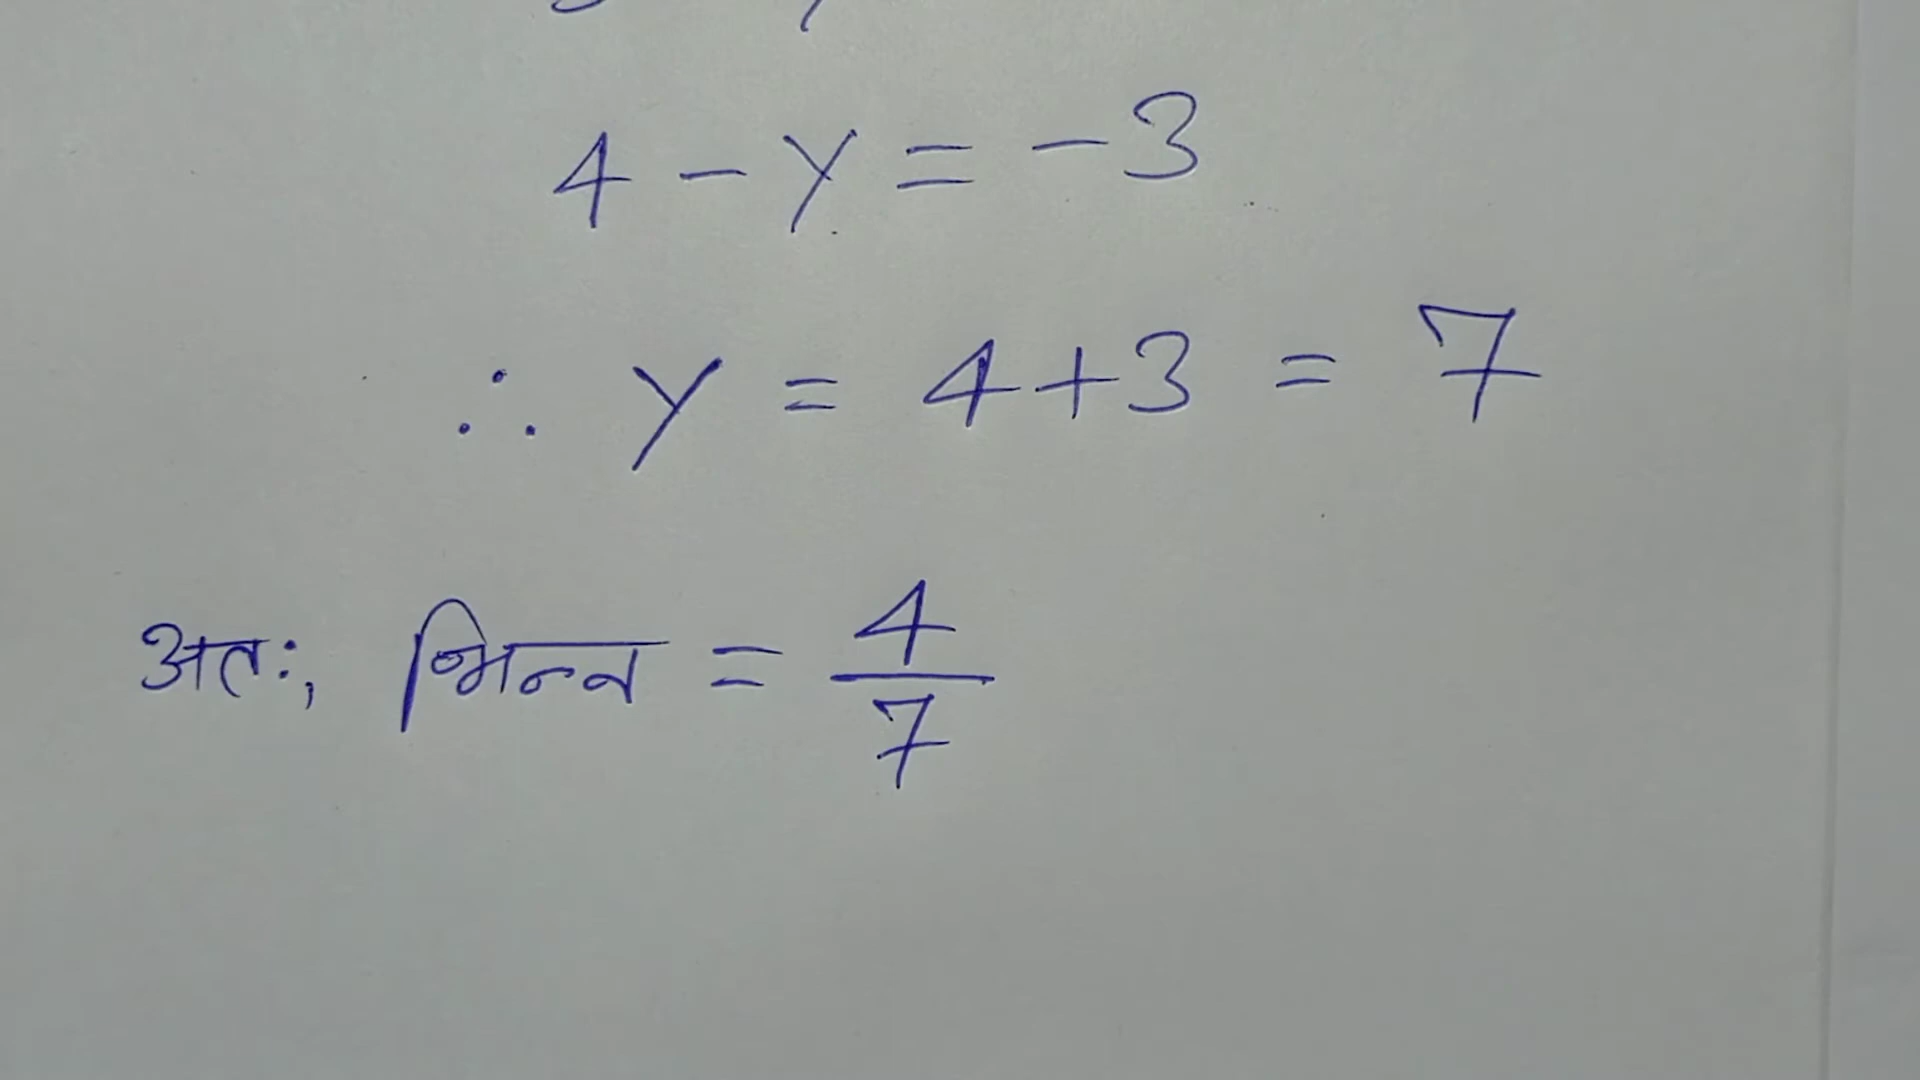 4 - y = -3
∴ y = 4+3 = 7
अतः, भिन्न = 4/7